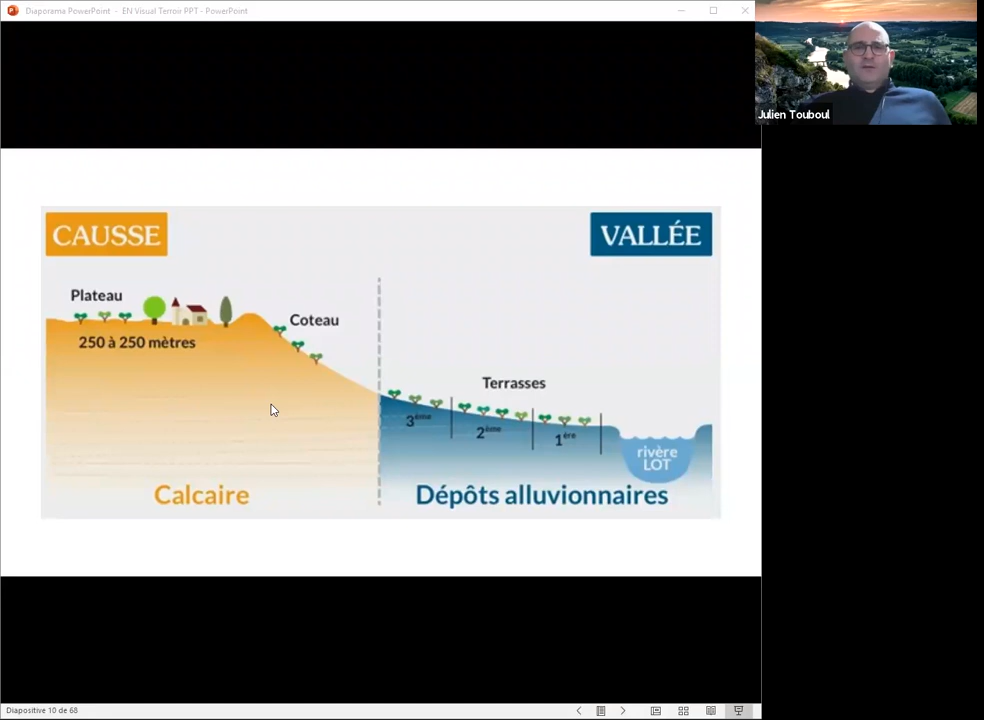 Diaporama PowerPoint - EN Visual Terroir PPT - PowerPoint
Julien Touboul
CAUSSE
VALLÉE
Plateau
Coteau
250 à 250 mètres
Terrasses
3ème
2ème
1ère
rivère
LOT
Calcaire
Dépôts alluvionnaires
Diapositive 10 de 68